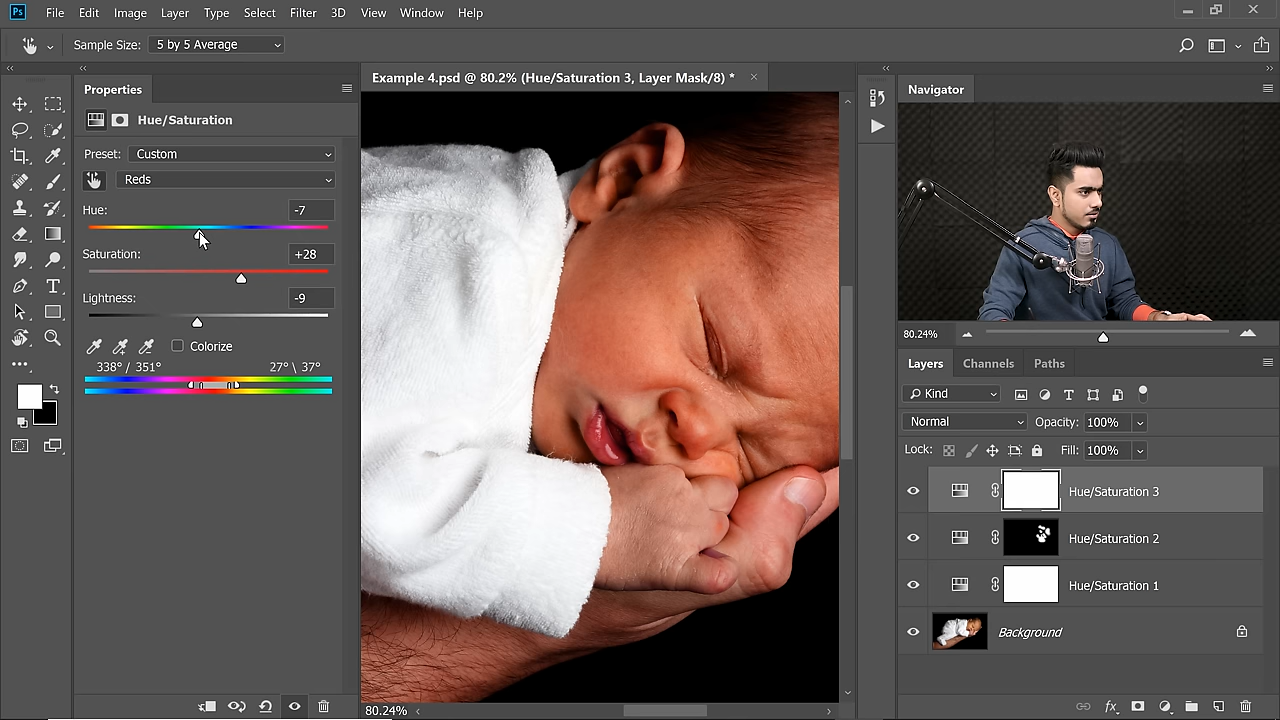 Ps File Edit Image Layer Type Select Filter 3D View Window Help
Sample Size: 5 by 5 Average
Properties
Hue/Saturation
Preset: Custom
Reds
Hue: -7
Saturation: +28
Lightness: -9
Colorize
338° / 351° 27° \ 37°
Example 4.psd @ 80.2% (Hue/Saturation 3, Layer Mask/8) *
80.24%
Navigator
80.24%
Layers Channels Paths
Kind
Normal Opacity: 100%
Lock: Fill: 100%
Hue/Saturation 3
Hue/Saturation 2
Hue/Saturation 1
Background
fx